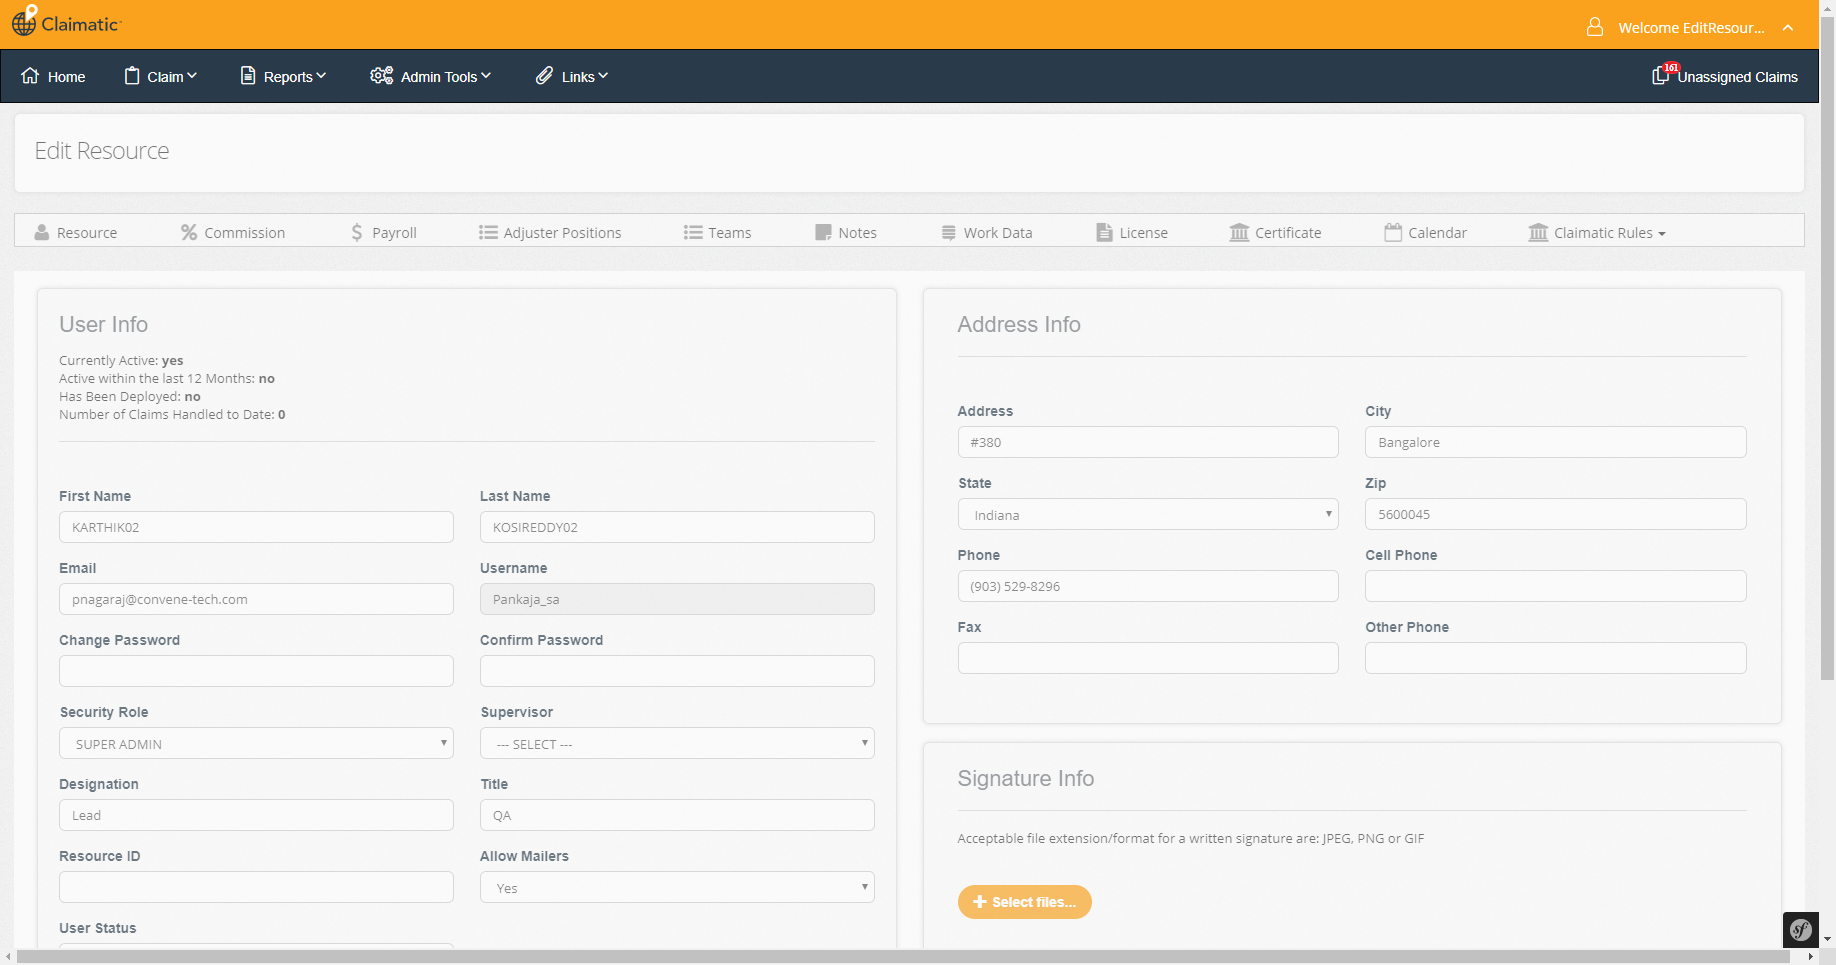 Claimatic
Welcome EditResour...
Home
Claim
Reports
Admin Tools
Links
161
Unassigned Claims
Edit Resource
Resource
Commission
Payroll
Adjuster Positions
Teams
Notes
Work Data
License
Certificate
Calendar
Claimatic Rules
User Info
Currently Active: yes
Active within the last 12 Months: no
Has Been Deployed: no
Number of Claims Handled to Date: 0
First Name
Last Name
KARTHIK02
KOSIREDDY02
Email
Username
pnagaraj@convene-tech.com
Pankaja_sa
Change Password
Confirm Password
Security Role
Supervisor
SUPER ADMIN
--- SELECT ---
Designation
Title
Lead
QA
Resource ID
Allow Mailers
Yes
User Status
Address Info
Address
City
#380
Bangalore
State
Zip
Indiana
5600045
Phone
Cell Phone
(903) 529-8296
Fax
Other Phone
Signature Info
Acceptable file extension/format for a written signature are: JPEG, PNG or GIF
Select files...
sf